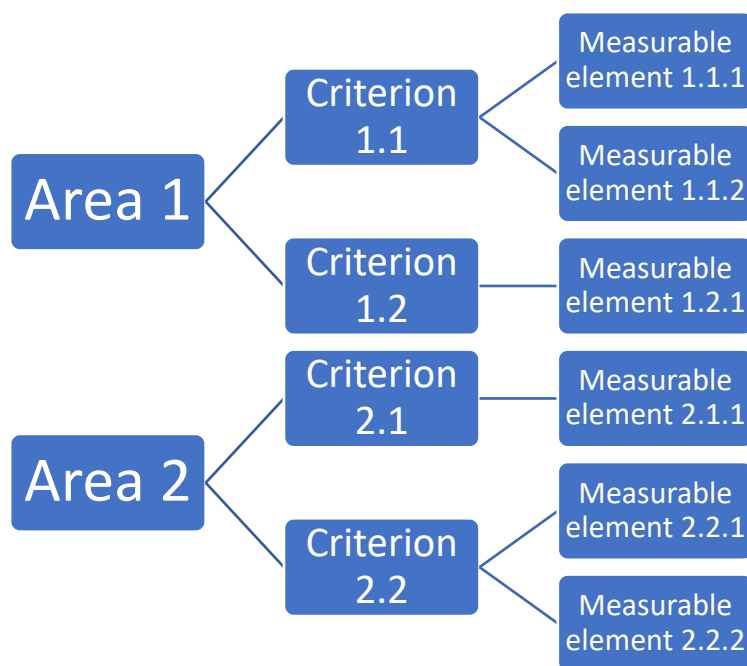 Area 1
Criterion
1.1
Measurable
element 1.1.1
Measurable
element 1.1.2
Criterion
1.2
Measurable
element 1.2.1
Area 2
Criterion
2.1
Measurable
element 2.1.1
Criterion
2.2
Measurable
element 2.2.1
Measurable
element 2.2.2